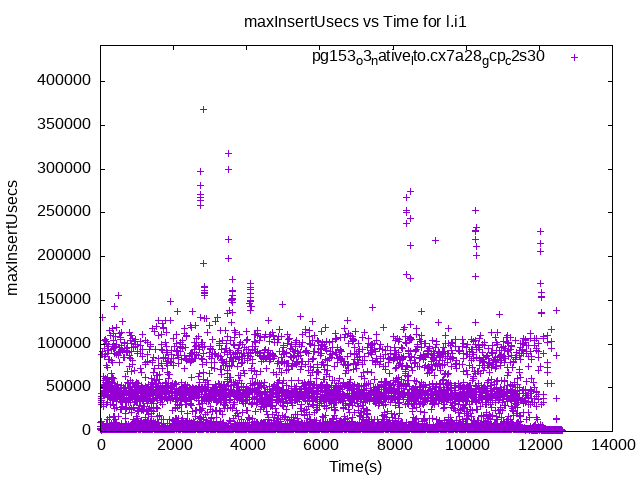 maxInsertUsecs vs Time for l.i1
pg153o3native lto.cx7a28gcpc2s30
400000
350000
300000
250000
200000
150000
100000
50000
0
maxInsertUsecs
0 2000 4000 6000 8000 10000 12000 14000
Time(s)